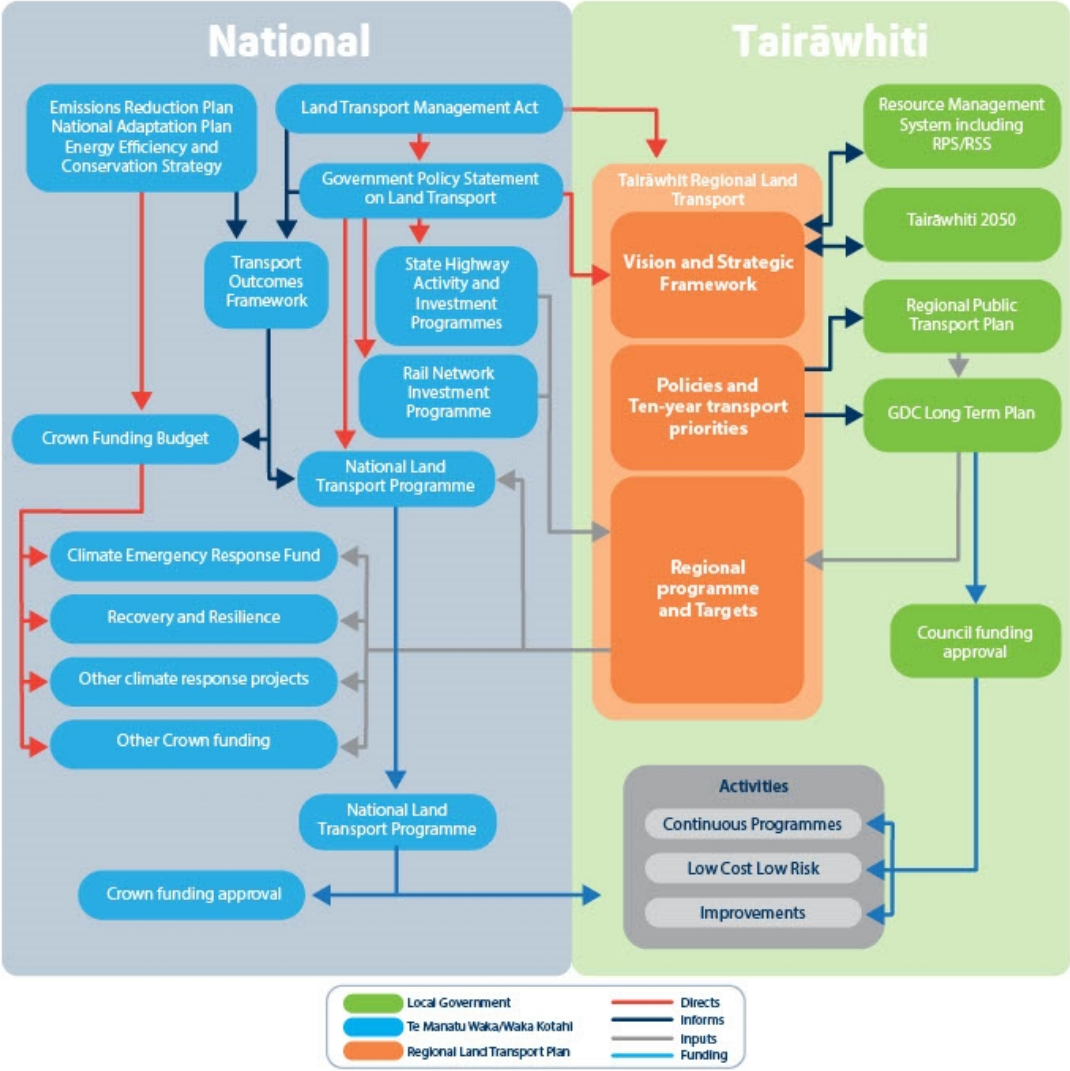 National
Tairāwhiti
Emissions Reduction Plan
National Adaptation Plan
Energy Efficiency and
Conservation Strategy
Land Transport Management Act
Government Policy Statement
on Land Transport
Transport
Outcomes
Framework
State Highway
Activity and
Investment
Programmes
Rail Network
Investment
Programme
Crown Funding Budget
National Land
Transport Programme
Climate Emergency Response Fund
Recovery and Resilience
Other climate response projects
Other Crown funding
National Land
Transport Programme
Crown funding approval
Tairāwhit Regional Land
Transport
Vision and Strategic
Framework
Policies and
Ten-year transport
priorities
Regional
programme
and Targets
Resource Management
System including
RPS/RSS
Tairāwhiti 2050
Regional Public
Transport Plan
GDC Long Term Plan
Council funding
approval
Activities
Continuous Programmes
Low Cost Low Risk
Improvements
Local Government
Te Manatu Waka/Waka Kotahi
Regional Land Transport Plan
Directs
Informs
Inputs
Funding